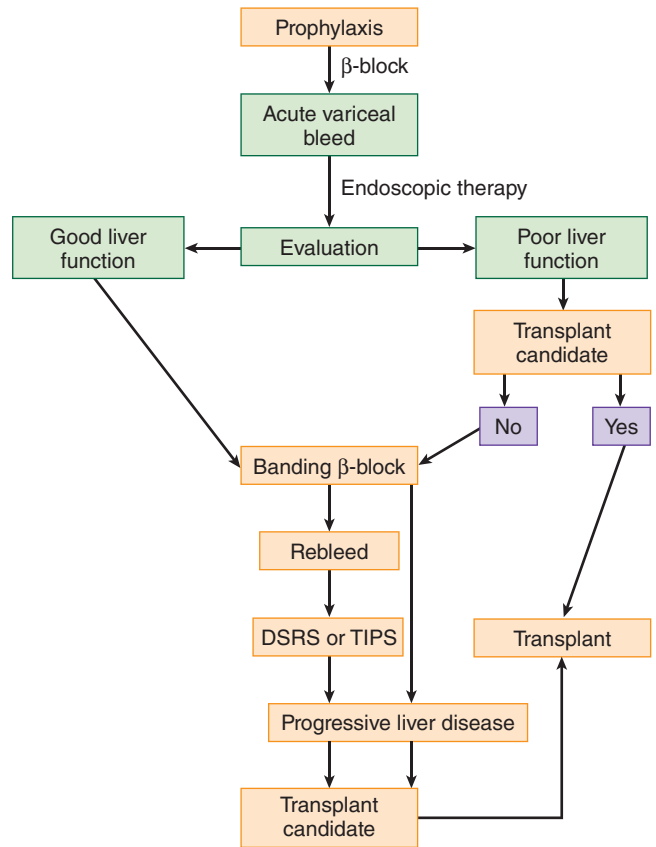 Prophylaxis
β-block
Acute variceal
bleed
Endoscopic therapy
Good liver
function
Evaluation
Poor liver
function
Transplant
candidate
No
Yes
Banding β-block
Rebleed
DSRS or TIPS
Transplant
Progressive liver disease
Transplant
candidate